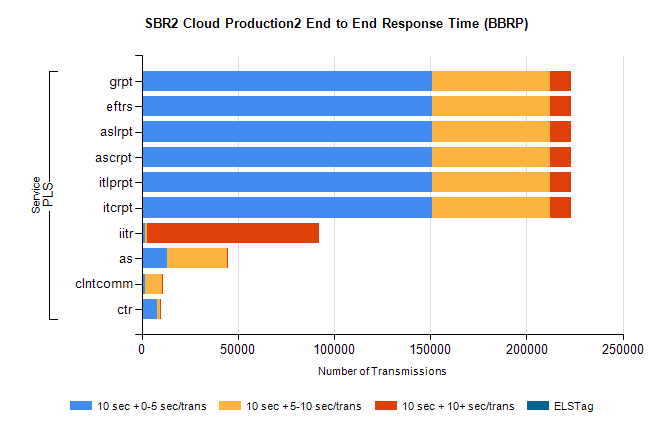 SBR2 Cloud Production2 End to End Response Time (BBRP)
Service
PLS
grpt
eftrs
aslrpt
ascrpt
itlprpt
itcrpt
iitr
as
clntcomm
ctr
0 50000 100000 150000 200000 250000
Number of Transmissions
10 sec +0-5 sec/trans 10 sec +5-10 sec/trans 10 sec + 10+ sec/trans ELSTag